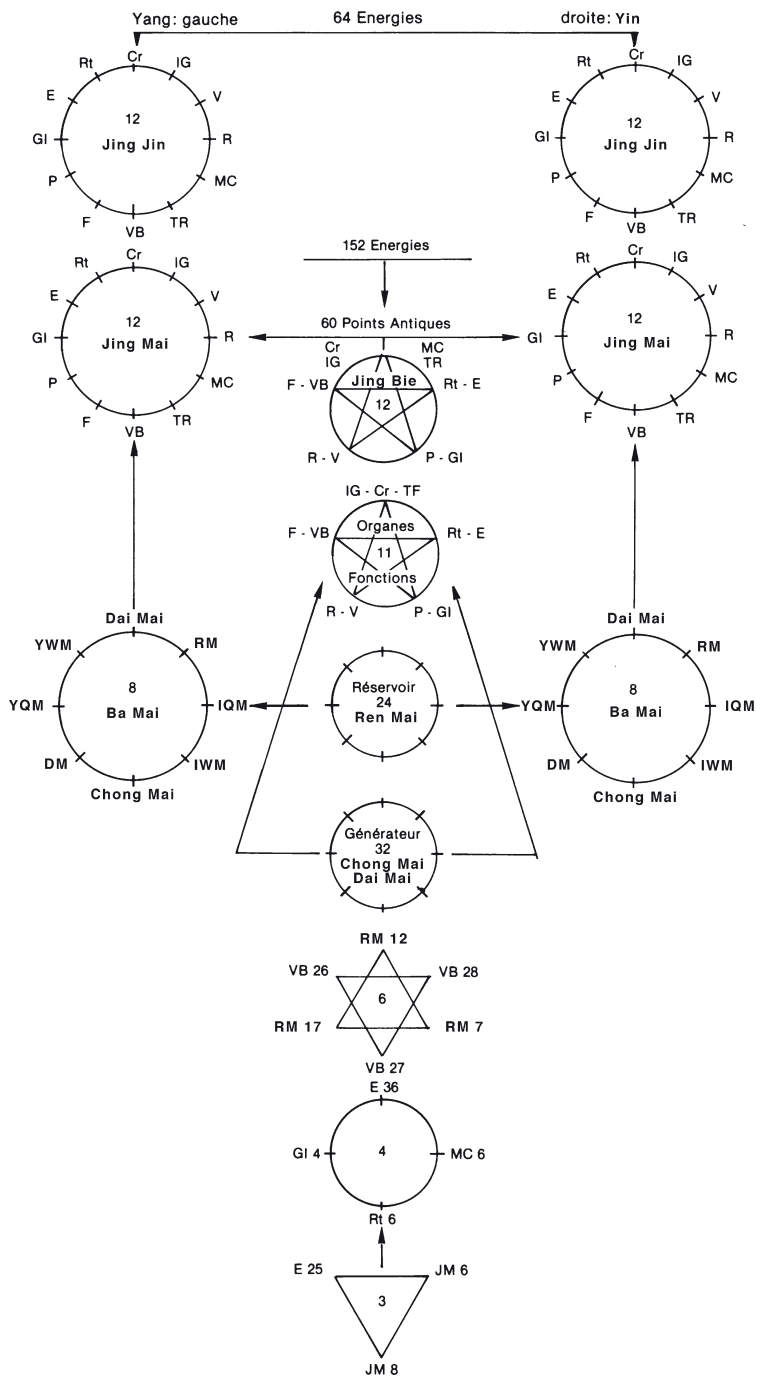 Yang: gauche 64 Energies droite: Yin
Cr
Rt IG
E V
12
GI Jing Jin R
P MC
F TR
VB
Cr
Rt IG
E V
12
GI Jing Jin R
P MC
F TR
VB
Cr
Rt IG
E V
12
GI Jing Mai R
P MC
F TR
VB
152 Energies
60 Points Antiques
Cr MC
IG TR
Jing Bie
F - VB Rt - E
12
R - V P - GI
Cr
Rt IG
E V
12
GI Jing Mai R
P MC
F TR
VB
IG - Cr - TF
Organes
F - VB Rt - E
11
Fonctions
R - V P - GI
Dai Mai
YWM RM
8
YQM Ba Mai IQM
DM IWM
Chong Mai
Réservoir
24
Ren Mai
Dai Mai
YWM RM
8
YQM Ba Mai IQM
DM IWM
Chong Mai
Générateur
32
Chong Mai
Dai Mai
RM 12
VB 26 VB 28
6
RM 17 RM 7
VB 27
E 36
GI 4 4 MC 6
Rt 6
E 25 JM 6
3
JM 8